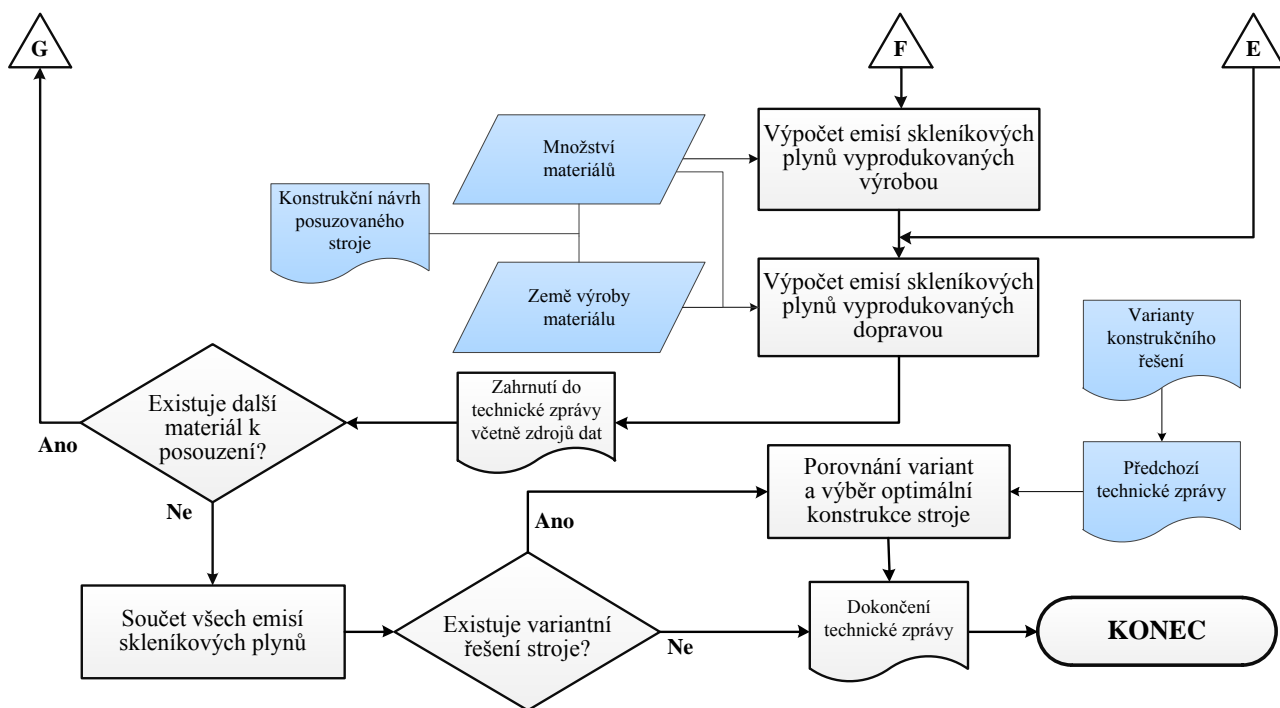 G
F
E
Výpočet emisí skleníkových
plynů vyprodukovaných
výrobou
Množství
materiálů
Konstrukční návrh
posuzovaného
stroje
Země výroby
materiálu
Výpočet emisí skleníkových
plynů vyprodukovaných
dopravou
Varianty
konstrukčního
řešení
Zahrnutí do
technické zprávy
včetně zdrojů dat
Existuje další
materiál k
posouzení?
Ano
Ne
Předchozí
technické zprávy
Porovnání variant
a výběr optimální
konstrukce stroje
Ano
Součet všech emisí
skleníkových plynů
Existuje variantní
řešení stroje?
Ne
Dokončení
technické zprávy
KONEC